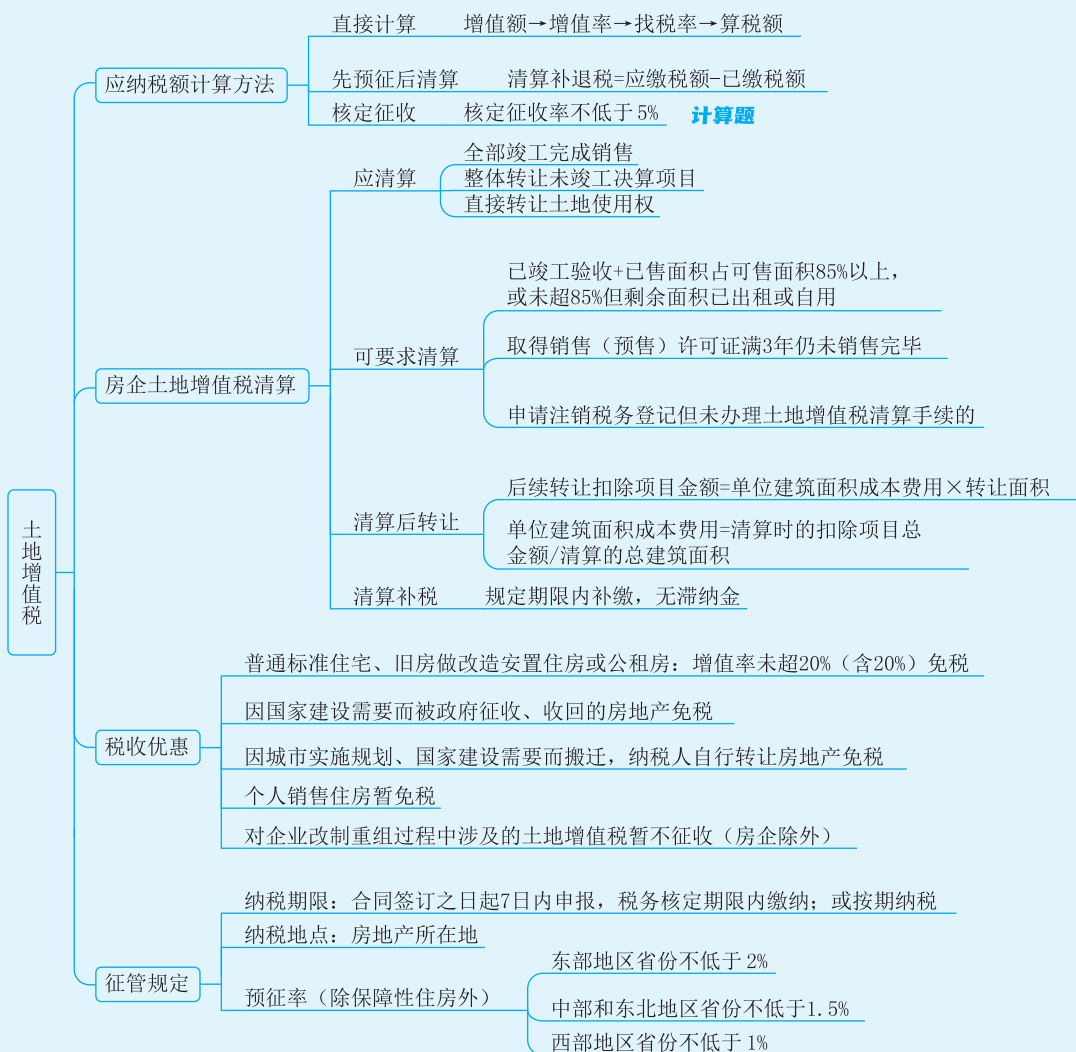 土地增值税
应纳税额计算方法
直接计算 增值额→增值率→找税率→算税额
先预征后清算 清算补退税=应缴税额-已缴税额
核定征收 核定征收率不低于5% 计算题
房企土地增值税清算
应清算
全部竣工完成销售
整体转让未竣工决算项目
直接转让土地使用权
可要求清算
已竣工验收+已售面积占可售面积85%以上，
或未超85%但剩余面积已出租或自用
取得销售（预售）许可证满3年仍未销售完毕
申请注销税务登记但未办理土地增值税清算手续的
清算后转让
后续转让扣除项目金额=单位建筑面积成本费用×转让面积
单位建筑面积成本费用=清算时的扣除项目总
金额/清算的总建筑面积
清算补税 规定期限内补缴，无滞纳金
税收优惠
普通标准住宅、旧房做改造安置住房或公租房：增值率未超20%（含20%）免税
因国家建设需要而被政府征收、收回的房地产免税
因城市实施规划、国家建设需要而搬迁，纳税人自行转让房地产免税
个人销售住房暂免税
对企业改制重组过程中涉及的土地增值税暂不征收（房企除外）
征管规定
纳税期限：合同签订之日起7日内申报，税务核定期限内缴纳；或按期纳税
纳税地点：房地产所在地
预征率（除保障性住房外）
东部地区省份不低于2%
中部和东北地区省份不低于1.5%
西部地区省份不低于1%